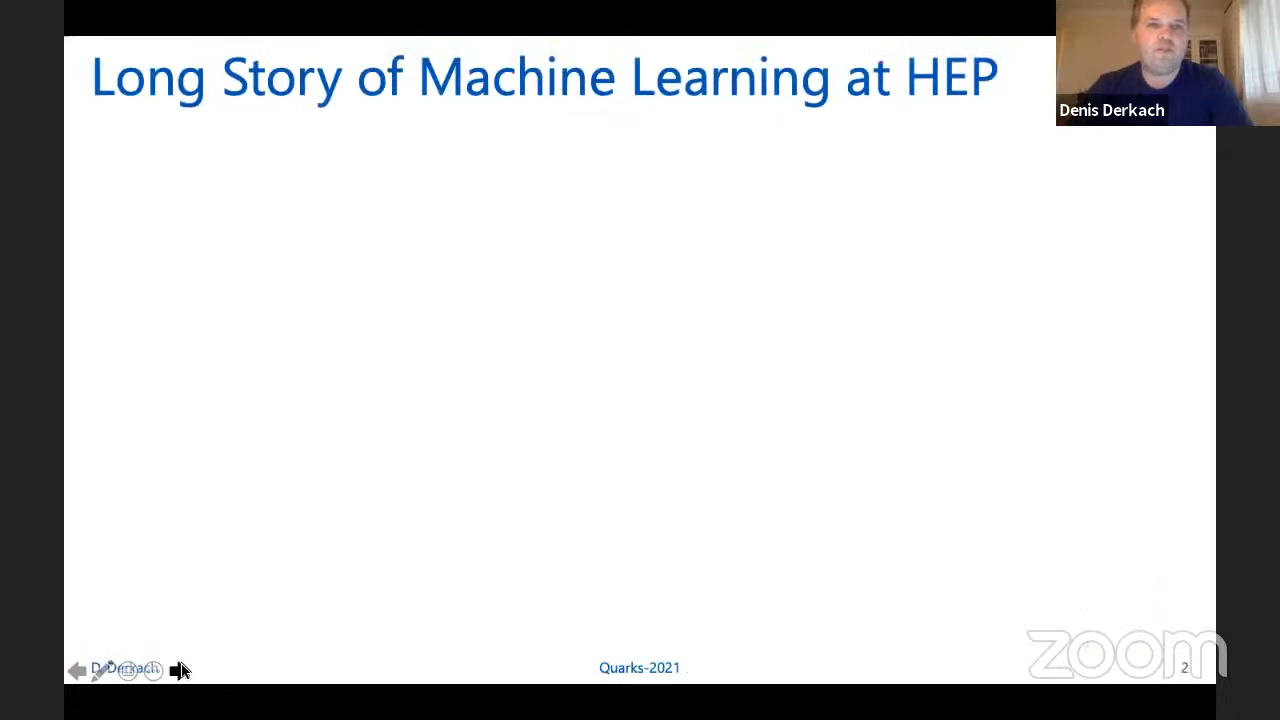 Long Story of Machine Learning at HEP
Denis Derkach
D. Derkach
Quarks-2021
2
zoom